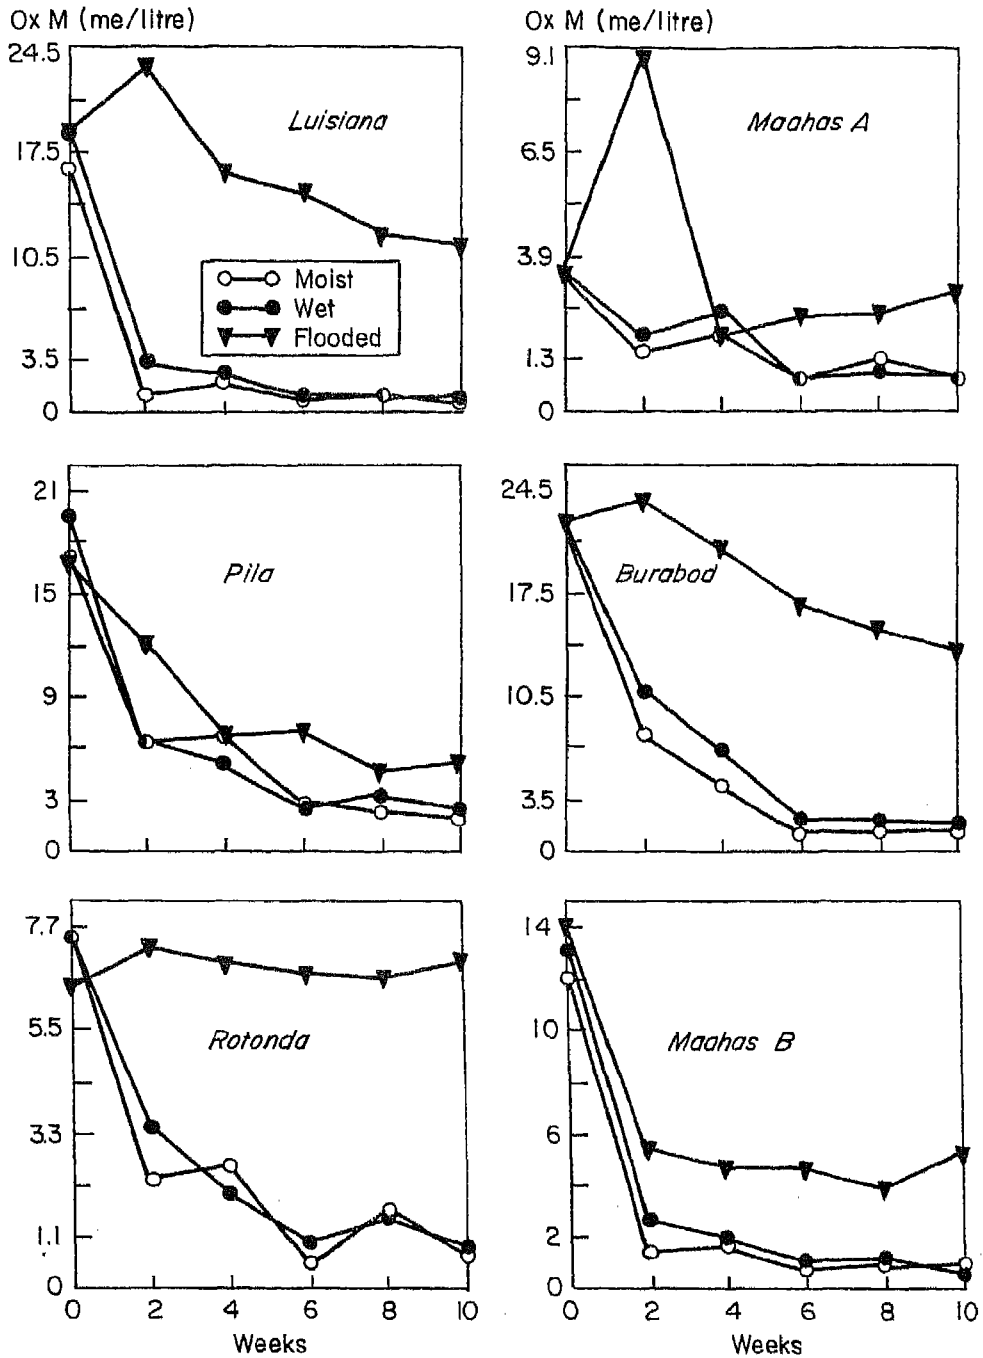 Ox M (me/litre)
24.5
17.5
10.5
3.5
0
Luisiana
Moist
Wet
Flooded
Ox M (me/litre)
9.1
6.5
3.9
1.3
0
Maahas A
21
15
9
3
0
Pila
24.5
17.5
10.5
3.5
0
Burabod
7.7
5.5
3.3
1.1
0
Rotonda
0 2 4 6 8 10
Weeks
14
10
6
2
0
Maahas B
0 2 4 6 8 10
Weeks